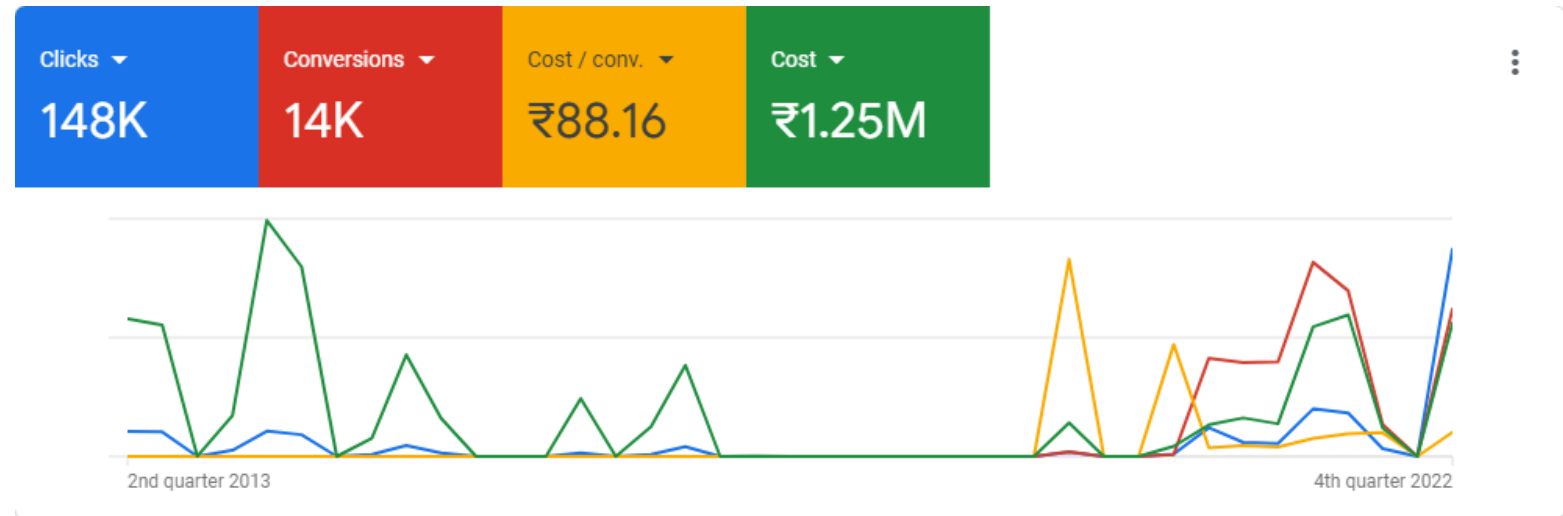 Clicks Conversions Cost / conv. Cost
148K 14K ₹88.16 ₹1.25M
2nd quarter 2013 4th quarter 2022